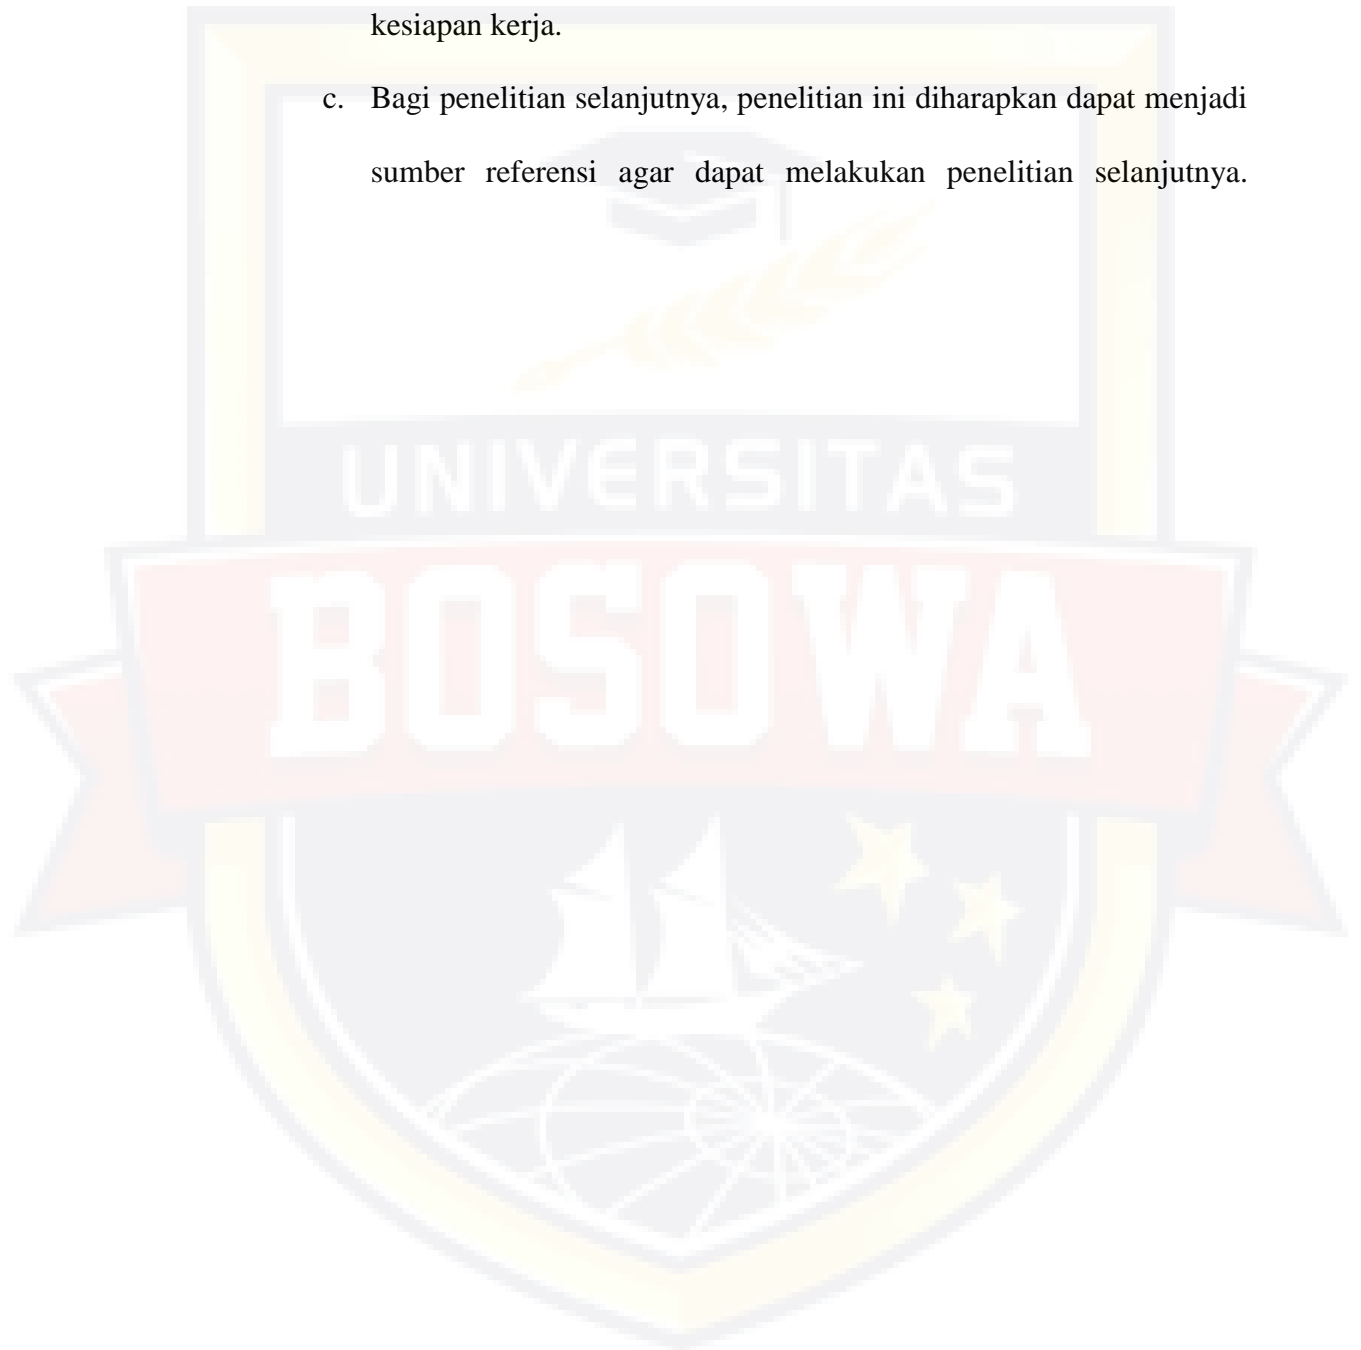 kesiapan kerja.
c. Bagi penelitian selanjutnya, penelitian ini diharapkan dapat menjadi
sumber referensi agar dapat melakukan penelitian selanjutnya.
UNIVERSITAS
BOSOWA